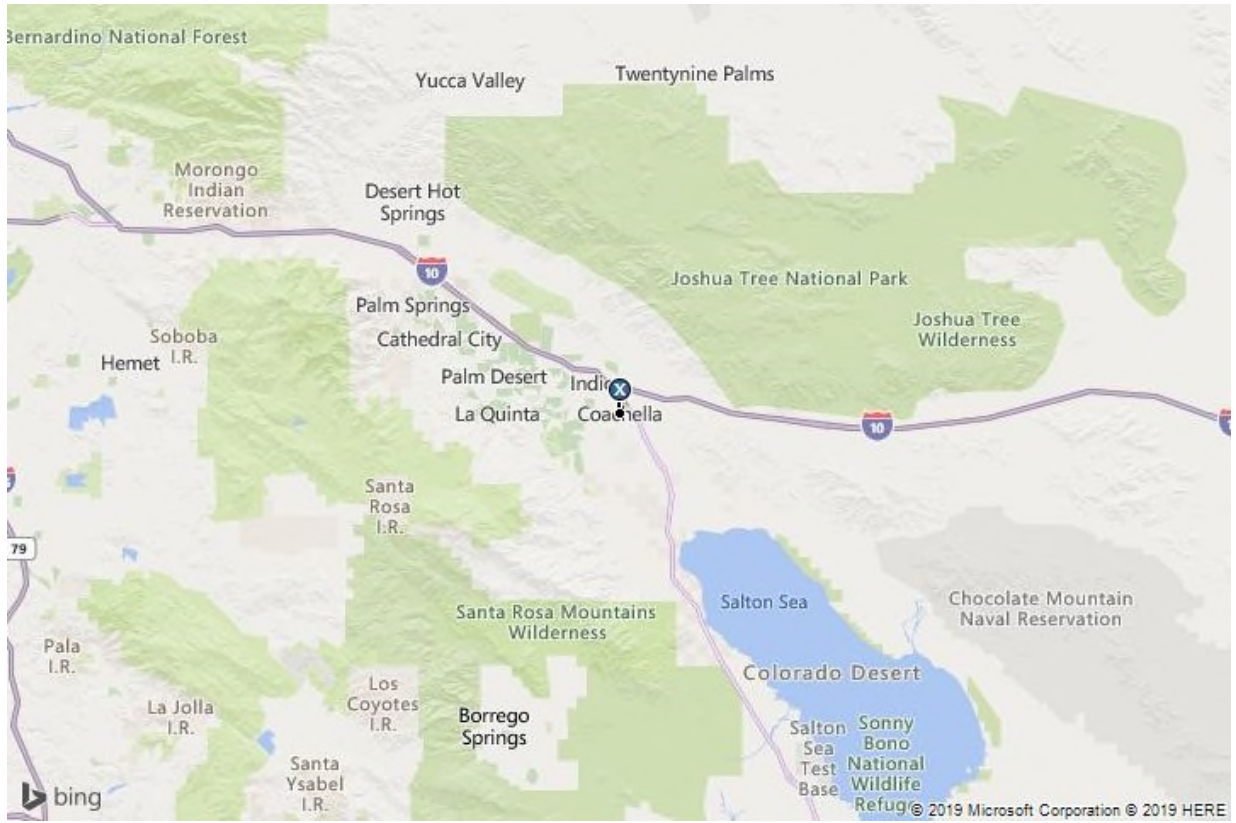 Bernardino National Forest
Yucca Valley
Twentynine Palms
Morongo
Indian
Reservation
Desert Hot
Springs
10
Joshua Tree National Park
Palm Springs
Joshua Tree
Wilderness
Soboba
I.R.
Cathedral City
Hemet
Palm Desert
Indio
X
La Quinta
Coachella
10
Santa
Rosa
I.R.
79
Salton Sea
Chocolate Mountain
Naval Reservation
Santa Rosa Mountains
Wilderness
Pala
I.R.
Colorado Desert
Los
Coyotes
I.R.
La Jolla
I.R.
Borrego
Springs
Salton
Sea
Test
Base
Sonny
Bono
National
Wildlife
Refuge
Santa
Ysabel
I.R.
bing
© 2019 Microsoft Corporation © 2019 HERE